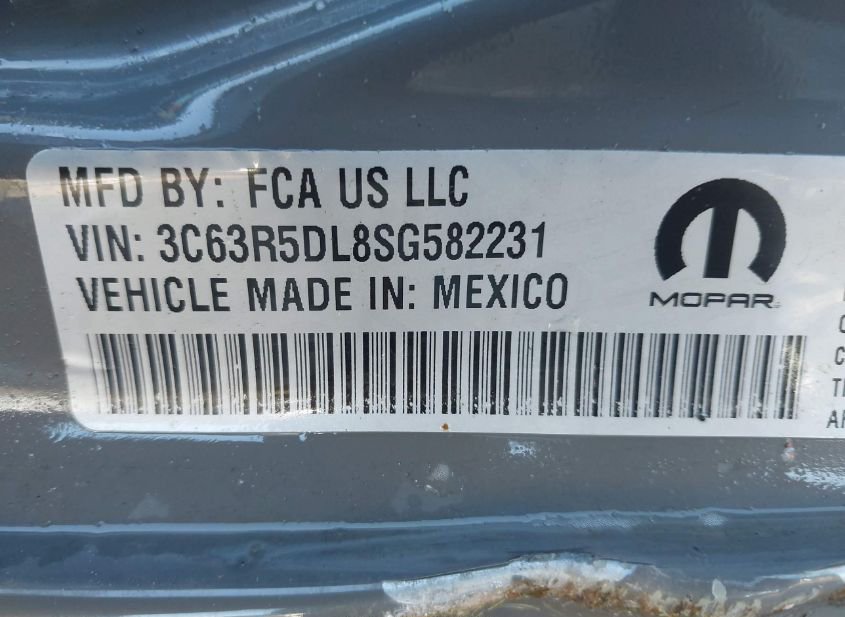 MFD BY: FCA US LLC
VIN: 3C63R5DL8SG582231
VEHICLE MADE IN: MEXICO
MOPAR